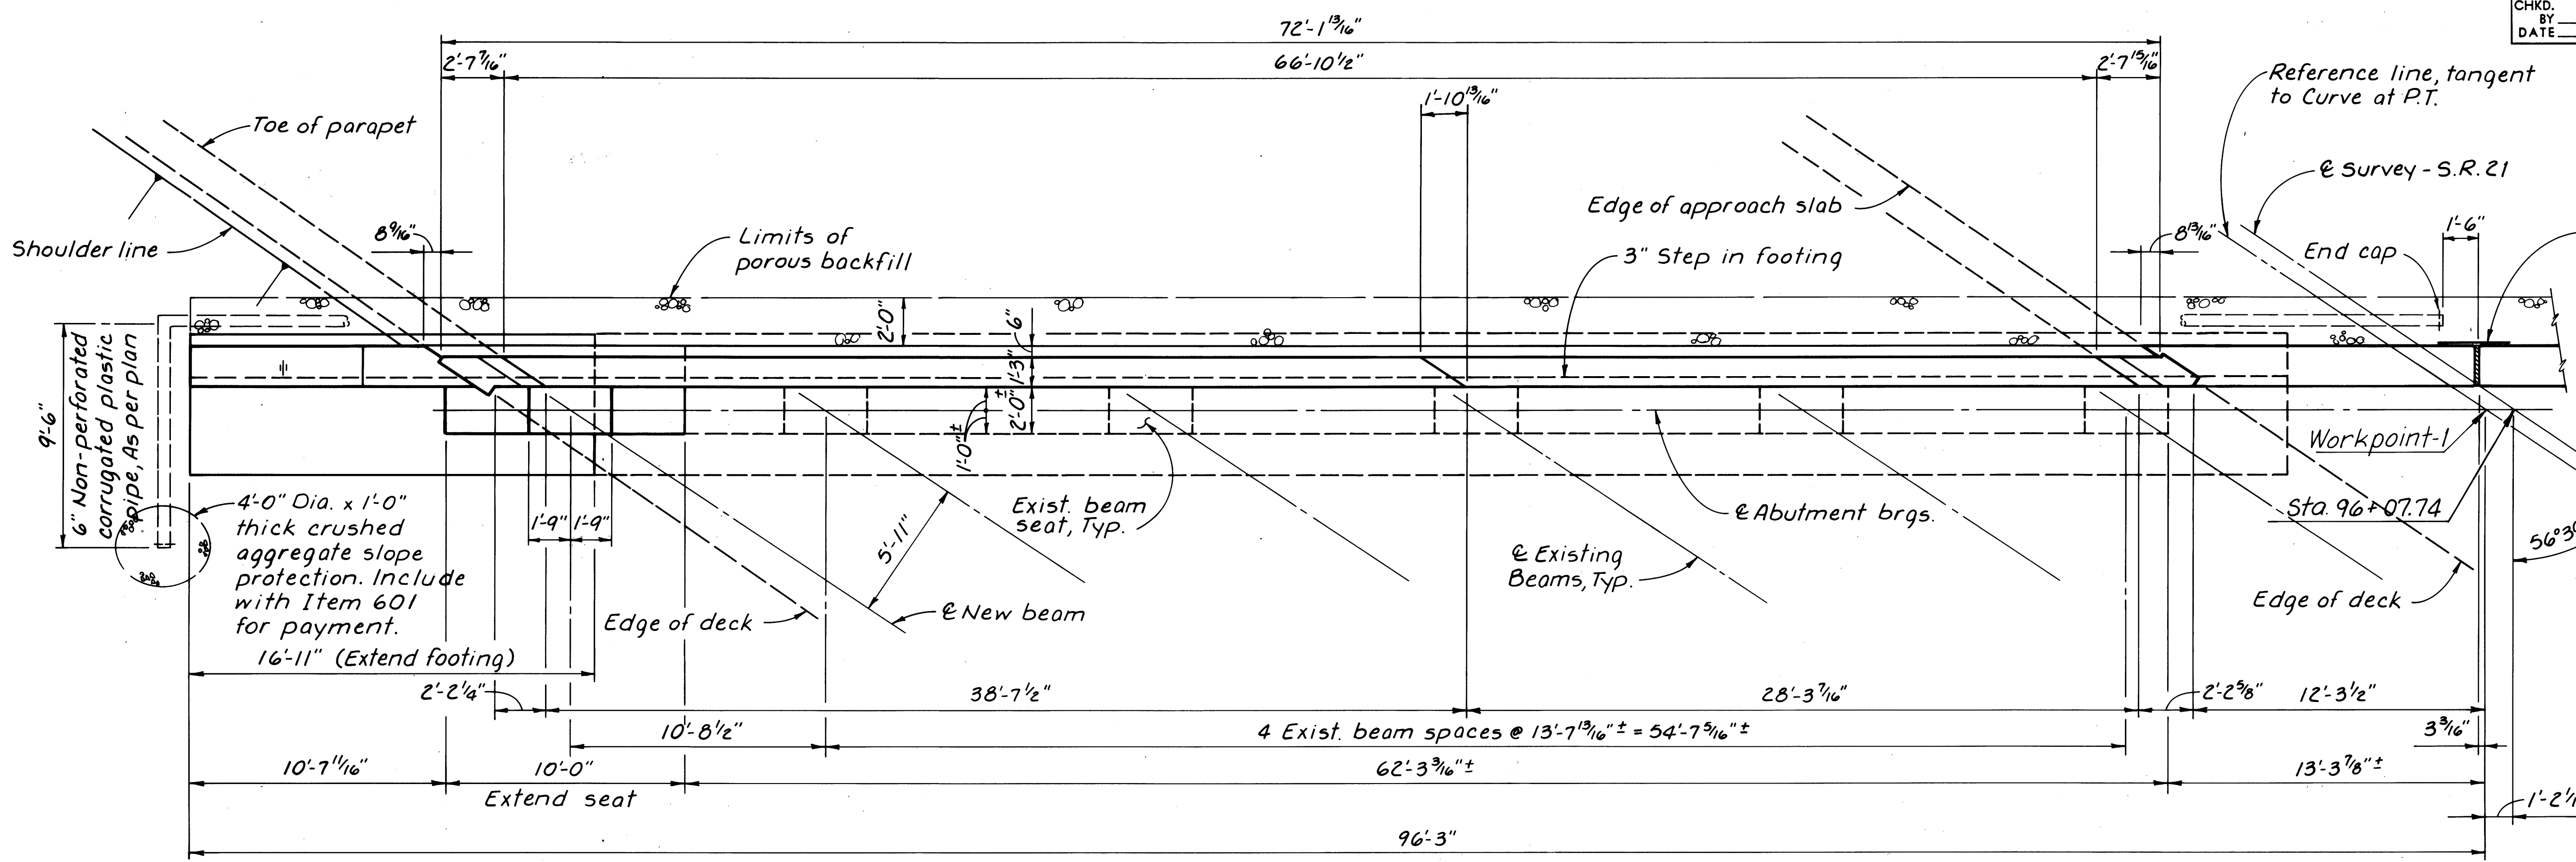 CHKD.
BY
DATE
72'-1 13/16"
2'-7 7/16"
66'-10 1/2"
2'-7 15/16"
1'-10 13/16"
Reference line, tangent
to Curve at P.T.
Toe of parapet
℄ Survey - S.R. 21
Edge of approach slab
Shoulder line
8 9/16"
Limits of
porous backfill
3" Step in footing
8 13/16"
End cap
1'-6"
2'-0"
6"
1'-3"
2'-0"±
1'-0"±
9'-6"
6" Non-perforated
corrugated plastic
pipe, As per plan
Workpoint-1
4'-0" Dia. x 1'-0"
thick crushed
aggregate slope
protection. Include
with Item 601
for payment.
1'-9"
1'-9"
5'-11"
Exist. beam
seat, Typ.
℄ Abutment brgs.
Sta. 96+07.74
℄ Existing
Beams, Typ.
Edge of deck
℄ New beam
Edge of deck
16'-11" (Extend footing)
2'-2 1/4"
38'-7 1/2"
28'-3 7/16"
2'-2 5/8"
12'-3 1/2"
10'-8 1/2"
4 Exist. beam spaces @ 13'-7 13/16"± = 54'-7 5/16"±
3 3/16"
10'-7 11/16"
10'-0"
62'-3 3/16"±
13'-3 7/8"±
Extend seat
96'-3"